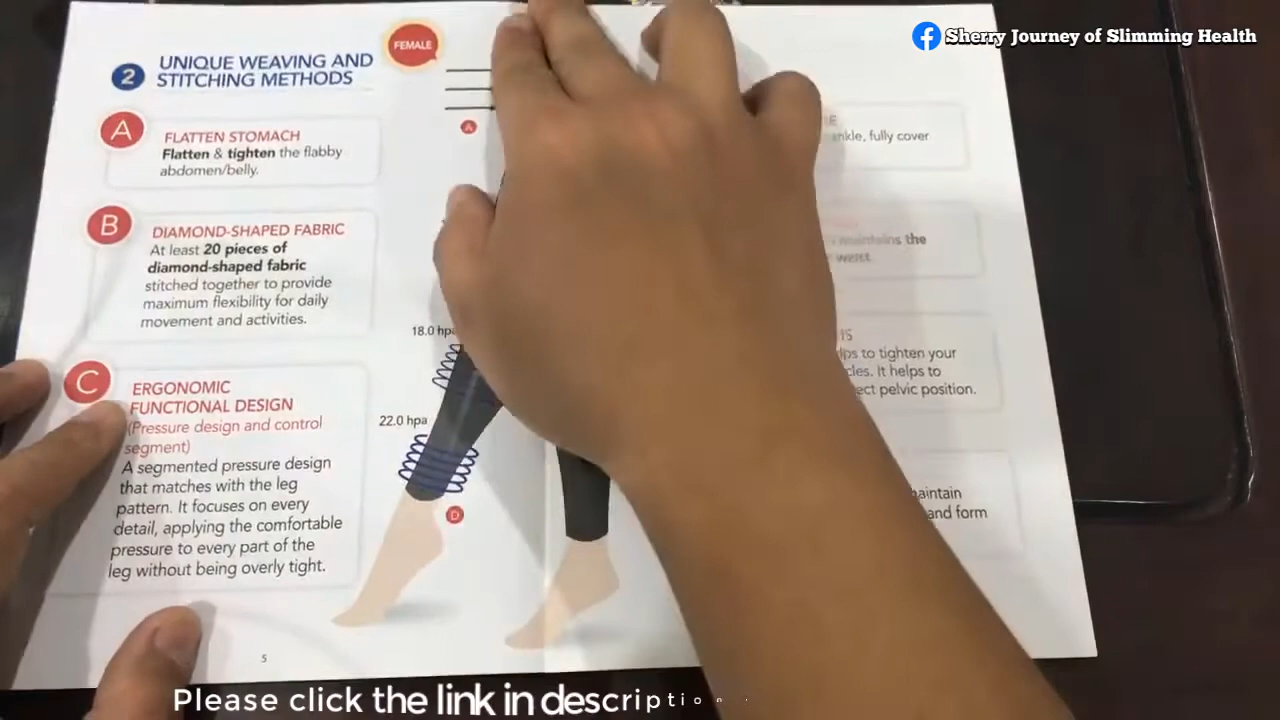 Sherry Journey of Slimming Health
FEMALE
2
UNIQUE WEAVING AND
STITCHING METHODS
A
FLATTEN STOMACH
Flatten & tighten the flabby
abdomen/belly.
B
DIAMOND-SHAPED FABRIC
At least 20 pieces of
diamond-shaped fabric
stitched together to provide
maximum flexibility for daily
movement and activities.
C
ERGONOMIC
FUNCTIONAL DESIGN
(Pressure design and control
segment)
A segmented pressure design
that matches with the leg
pattern. It focuses on every
detail, applying the comfortable
pressure to every part of the
leg without being overly tight.
5
A
18.0 hpa
22.0 hpa
D
ankle, fully cover
maintains the
waist.
to tighten your
It helps to
pelvic position.
and form
Please click the link in description